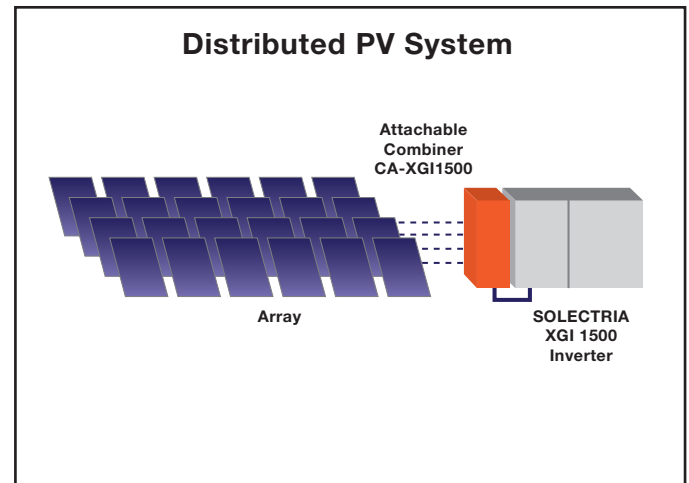 Distributed PV System
Attachable
Combiner
CA-XGI1500
Array
SOLECTRIA
XGI 1500
Inverter